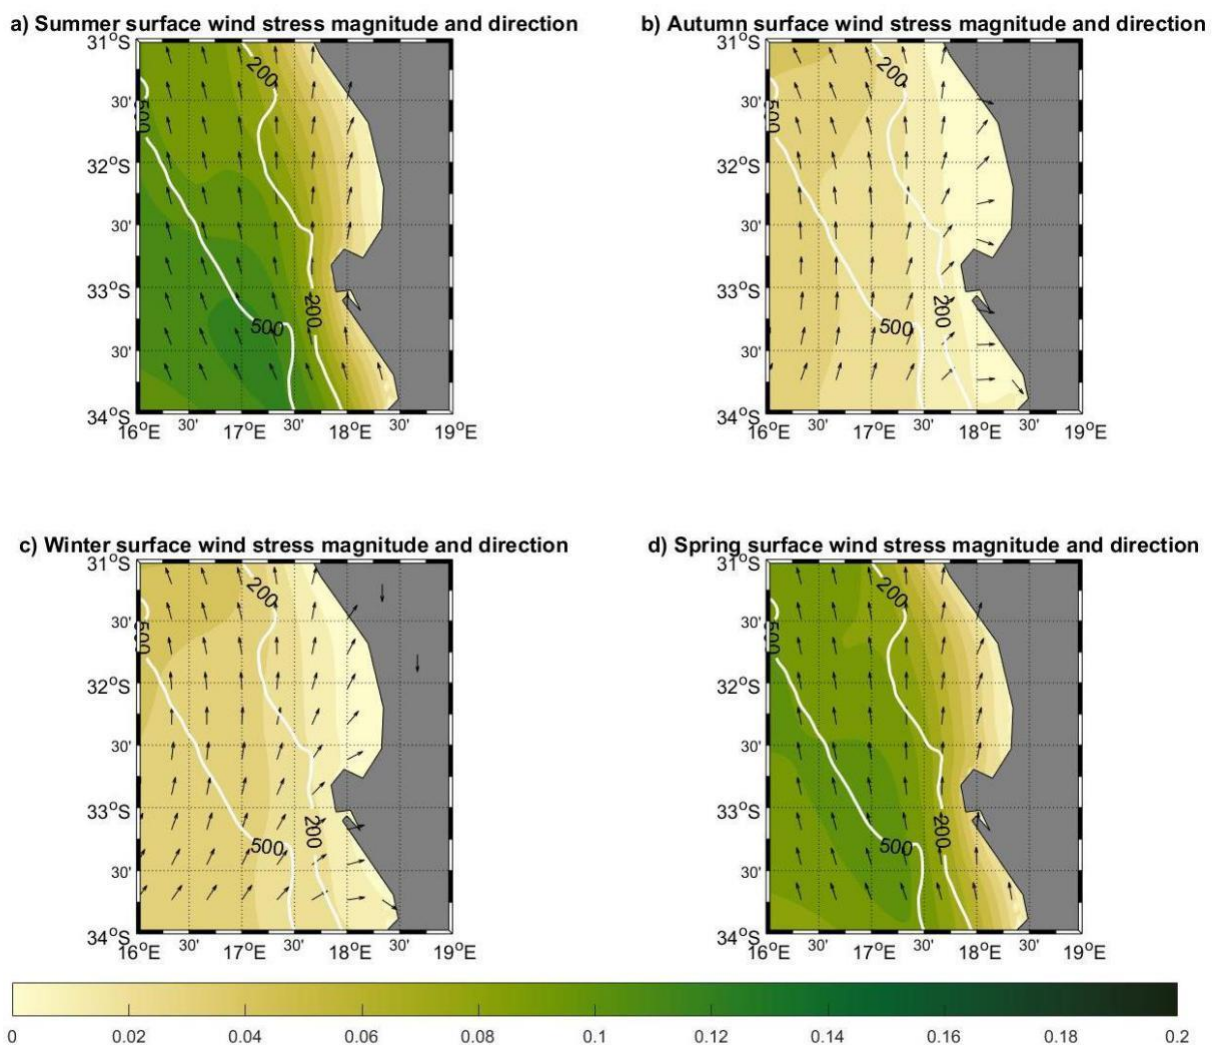 a) Summer surface wind stress magnitude and direction
31°S
30'
32°S
30'
33°S
30'
34°S
16°E 30' 17°E 30' 18°E 30' 19°E
200
500
500
200
b) Autumn surface wind stress magnitude and direction
31°S
30'
32°S
30'
33°S
30'
34°S
16°E 30' 17°E 30' 18°E 30' 19°E
200
500
500
200
c) Winter surface wind stress magnitude and direction
31°S
30'
32°S
30'
33°S
30'
34°S
16°E 30' 17°E 30' 18°E 30' 19°E
200
500
500
200
d) Spring surface wind stress magnitude and direction
31°S
30'
32°S
30'
33°S
30'
34°S
16°E 30' 17°E 30' 18°E 30' 19°E
200
500
500
200
0 0.02 0.04 0.06 0.08 0.1 0.12 0.14 0.16 0.18 0.2